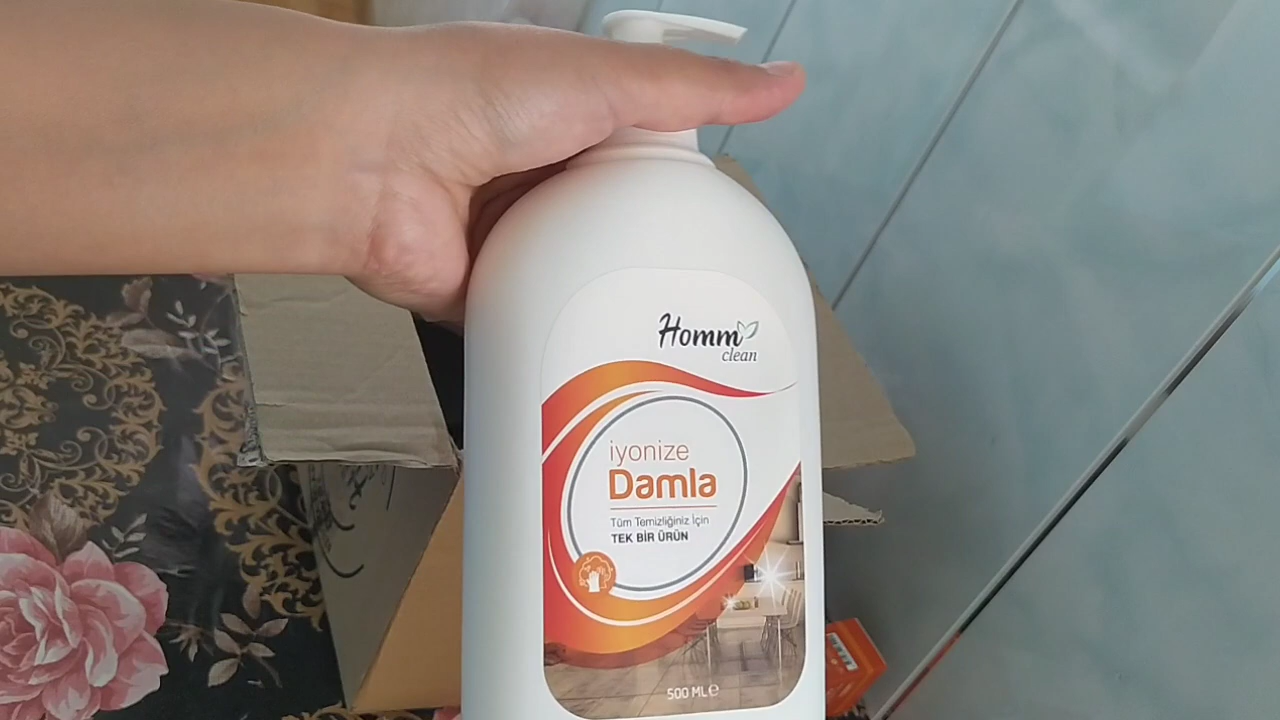 Homm
clean
iyonize
Damla
Tüm Temizliğiniz İçin
TEK BİR ÜRÜN
500 ML e